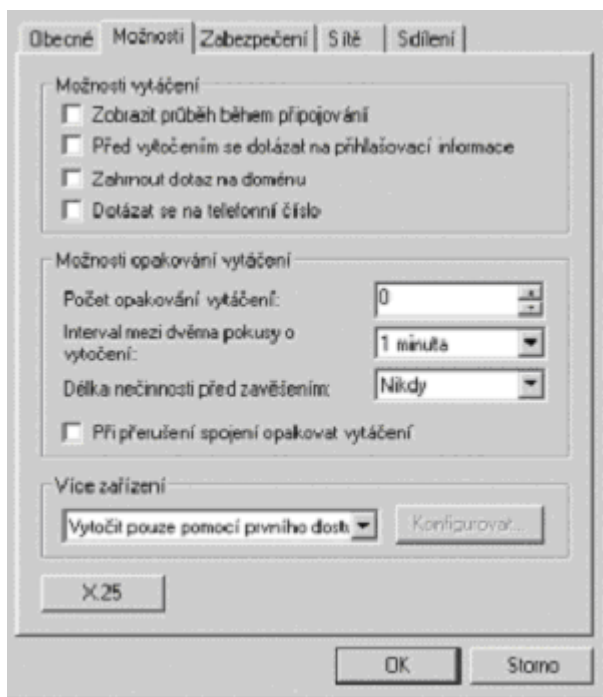 Obecné Možnosti Zabezpečení Sítě Sdílení
Možnosti vytáčení
Zobrazit průběh během připojování
Před vytočením se dotázat na přihlašovací informace
Zahrnout dotaz na doménu
Dotázat se na telefonní číslo
Možnosti opakování vytáčení
Počet opakování vytáčení: 0
Interval mezi dvěma pokusy o
vytočení: 1 minuta
Délka nečinnosti před zavěšením: Nikdy
Při přerušení spojení opakovat vytáčení
Více zařízení
Vytočit pouze pomocí prvního dostu Konfigurovat...
X.25
OK Storno